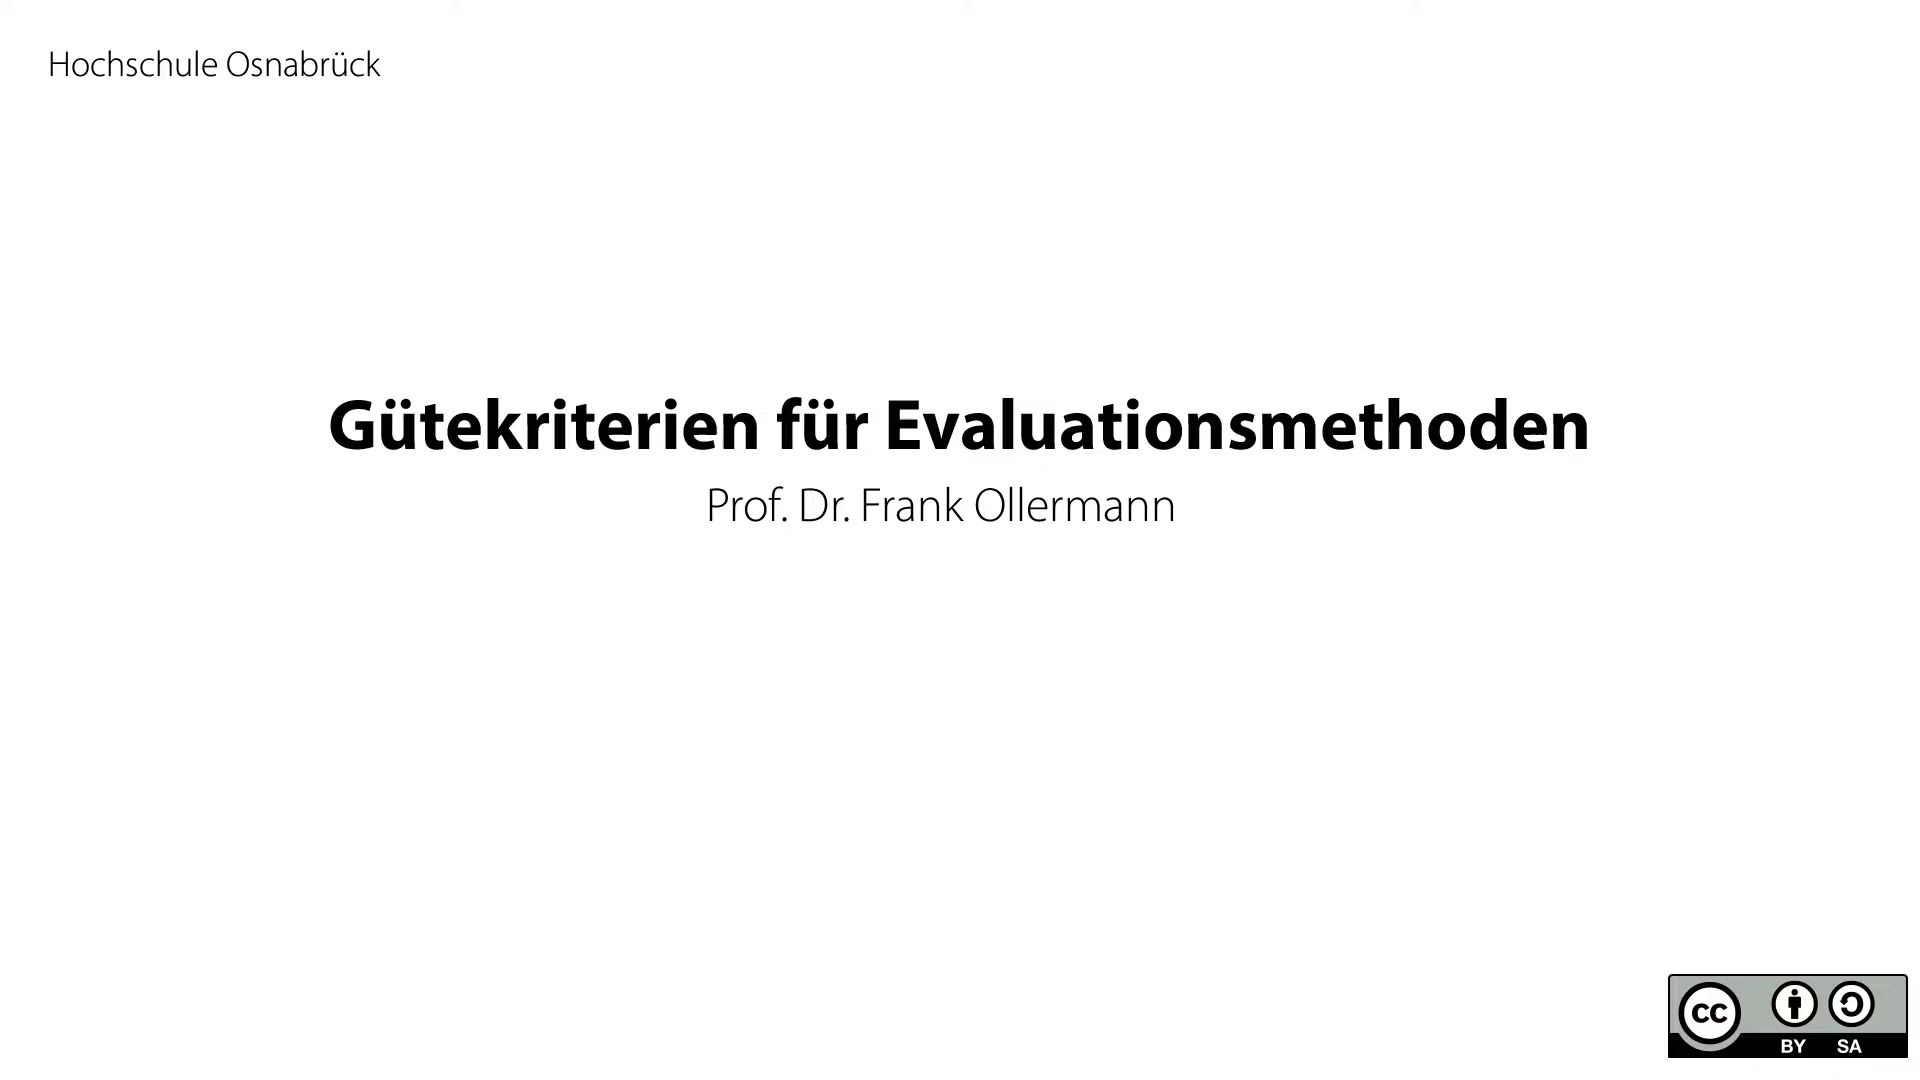 Hochschule Osnabrück
Gütekriterien für Evaluationsmethoden
Prof. Dr. Frank Ollermann
cc
BY SA